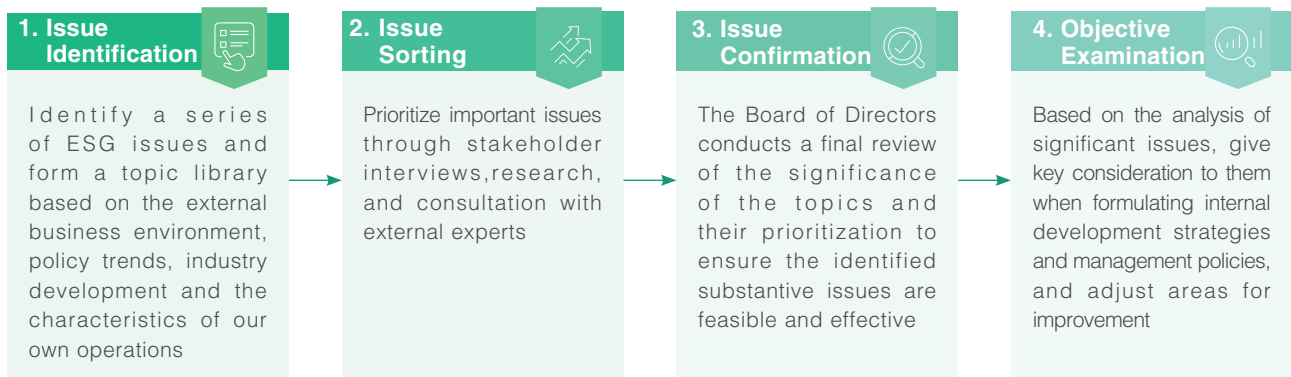 1. Issue
Identification
Identify a series
of ESG issues and
form a topic library
based on the external
business environment,
policy trends, industry
development and the
characteristics of our
own operations
2. Issue
Sorting
Prioritize important issues
through stakeholder
interviews,research,
and consultation with
external experts
3. Issue
Confirmation
The Board of Directors
conducts a final review
of the significance
of the topics and
their prioritization to
ensure the identified
substantive issues are
feasible and effective
4. Objective
Examination
Based on the analysis of
significant issues, give
key consideration to them
when formulating internal
development strategies
and management policies,
and adjust areas for
improvement